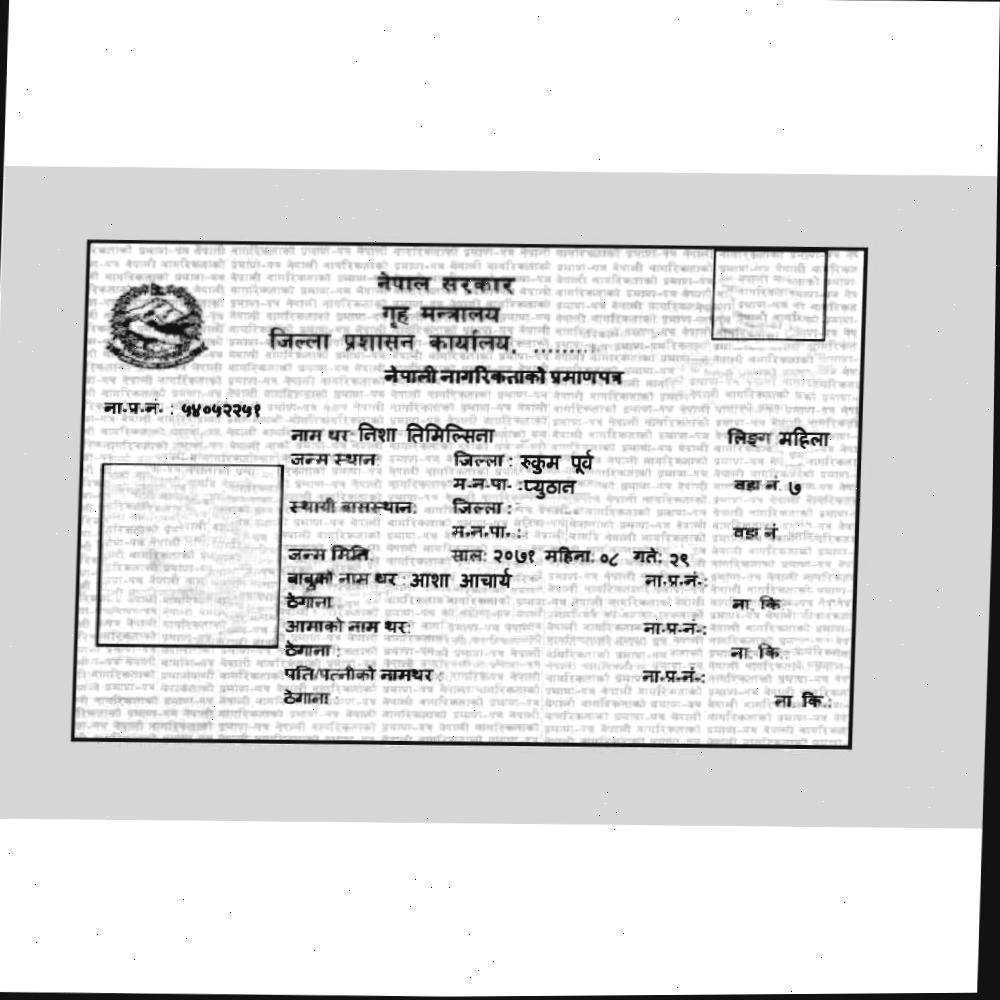 नेपाल सरकार
गृह मन्त्रालय
जिल्ला प्रशासन कार्यालय. ........
नेपाली नागरिकताको प्रमाणपत्र
ना.प्र.नं. : ५४०५२२५१
नाम थर: निशा तिमिल्सिना लिङ्ग महिला
जन्म स्थान: जिल्ला : रुकुम पूर्व
म.न.पा. : प्युठान वडा नं. ७
स्थायी बासस्थान: जिल्ला :
म.न.पा. : वडा नं.
जन्म मिति: साल: २०७१ महिना: ०८ गते: २९
बाबुको नाम थर : आशा आचार्य ना.प्र.नं.:
ठेगाना : ना. कि.:
आमाको नाम थर: ना.प्र.नं.:
ठेगाना : ना. कि.:
पति/पत्नीको नामथर : ना.प्र.नं.:
ठेगाना : ना. कि.: